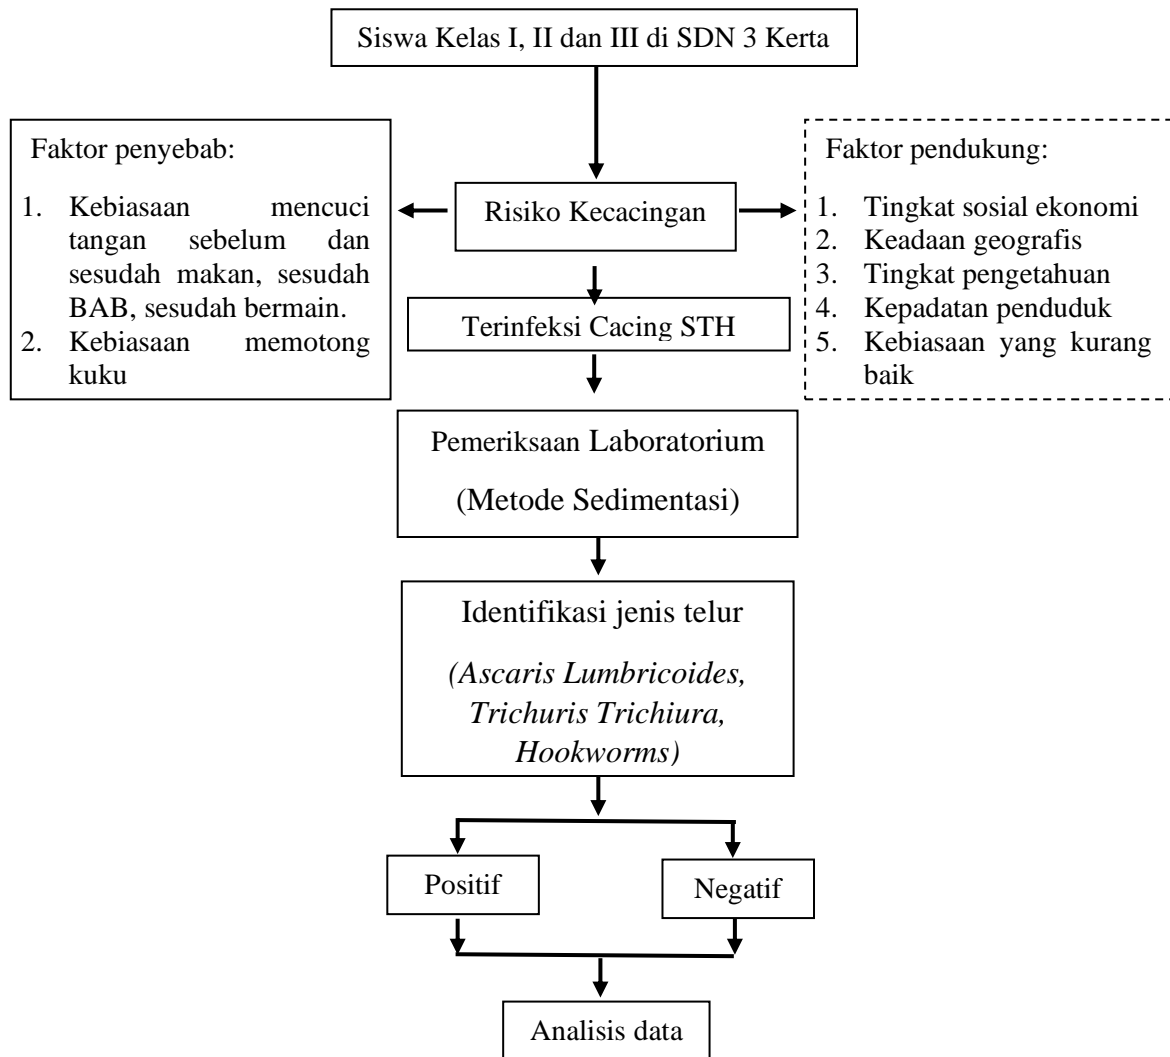 Siswa Kelas I, II dan III di SDN 3 Kerta
Faktor penyebab:
1. Kebiasaan mencuci
tangan sebelum dan
sesudah makan, sesudah
BAB, sesudah bermain.
2. Kebiasaan memotong
kuku
Risiko Kecacingan
Faktor pendukung:
1. Tingkat sosial ekonomi
2. Keadaan geografis
3. Tingkat pengetahuan
4. Kepadatan penduduk
5. Kebiasaan yang kurang
baik
Terinfeksi Cacing STH
Pemeriksaan Laboratorium
(Metode Sedimentasi)
Identifikasi jenis telur
(Ascaris Lumbricoides,
Trichuris Trichiura,
Hookworms)
Positif
Negatif
Analisis data